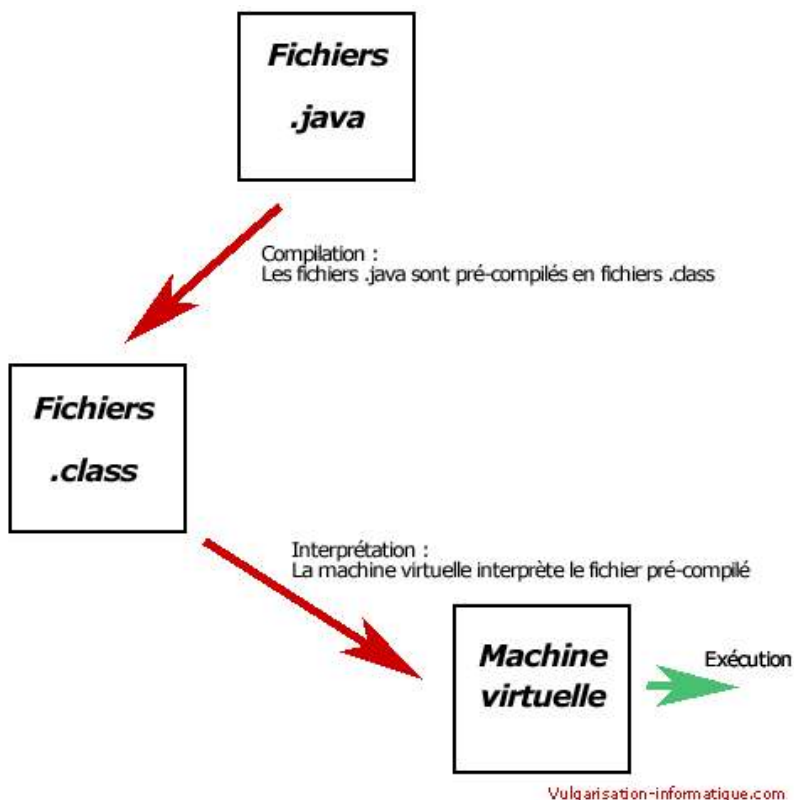 Fichiers
.java
Compilation :
Les fichiers .java sont pré-compilés en fichiers .class
Fichiers
.class
Interprétation :
La machine virtuelle interprète le fichier pré-compilé
Machine
virtuelle
Exécution
Vulgarisation-informatique.com